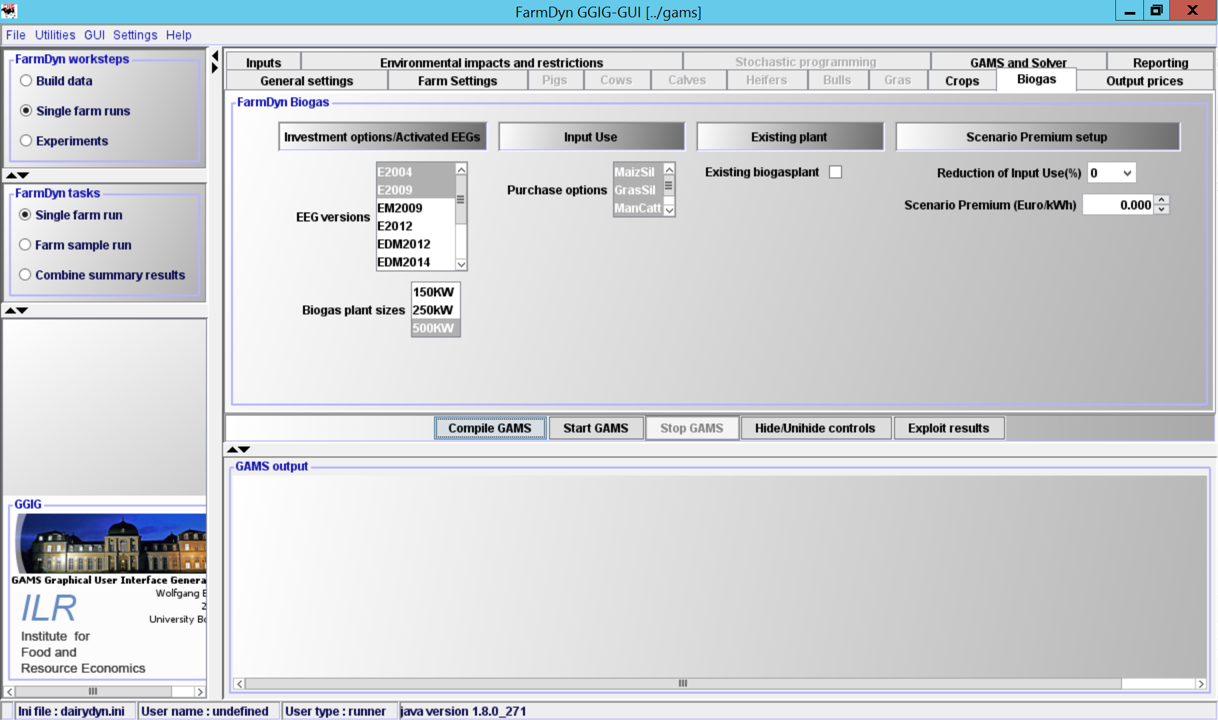 FarmDyn GGIG-GUI [../gams]
File Utilities GUI Settings Help
FarmDyn worksteps
Build data
Single farm runs
Experiments
FarmDyn tasks
Single farm run
Farm sample run
Combine summary results
GGIG
GAMS Graphical User Interface Genera
Wolfgang
University
ILR
Institute for
Food and
Resource Economics
Inputs Environmental impacts and restrictions Stochastic programming GAMS and Solver Reporting
General settings Farm Settings Pigs Cows Calves Heifers Bulls Gras Crops Biogas Output prices
FarmDyn Biogas
Investment options/Activated EEGs Input Use Existing plant Scenario Premium setup
EEG versions
E2004
E2009
EM2009
E2012
EDM2012
EDM2014
Biogas plant sizes
150KW
250kW
500KW
Purchase options
MaizSil
GrasSil
ManCatt
Existing biogasplant
Reduction of Input Use(%) 0
Scenario Premium (Euro/kWh) 0.000
Compile GAMS Start GAMS Stop GAMS Hide/Unihide controls Exploit results
GAMS output
Ini file : dairydyn.ini User name : undefined User type : runner java version 1.8.0_271